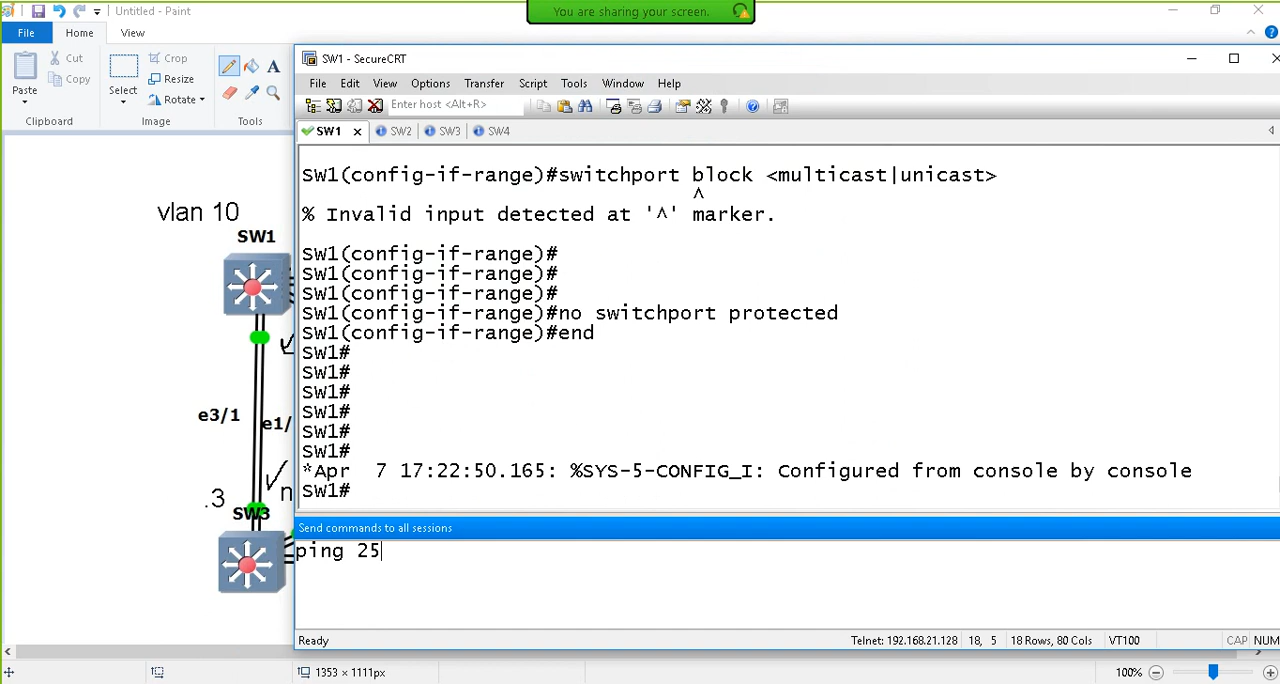 You are sharing your screen.
Untitled - Paint
File
Home
View
Paste
Cut
Copy
Clipboard
Select
Crop
Resize
Rotate
Image
Tools
vlan 10
SW1
e3/1
e1/
.3
n
SW3
SW1 - SecureCRT
File Edit View Options Transfer Script Tools Window Help
Enter host <Alt+R>
SW1 SW2 SW3 SW4
SW1(config-if-range)#switchport block <multicast|unicast>
^
% Invalid input detected at '^' marker.
SW1(config-if-range)#
SW1(config-if-range)#
SW1(config-if-range)#
SW1(config-if-range)#no switchport protected
SW1(config-if-range)#end
SW1#
SW1#
SW1#
SW1#
SW1#
SW1#
*Apr 7 17:22:50.165: %SYS-5-CONFIG_I: Configured from console by console
SW1#
Send commands to all sessions
ping 25
Ready
Telnet: 192.168.21.128 18, 5 18 Rows, 80 Cols VT100 CAP NUM
1353 × 1111px
100%